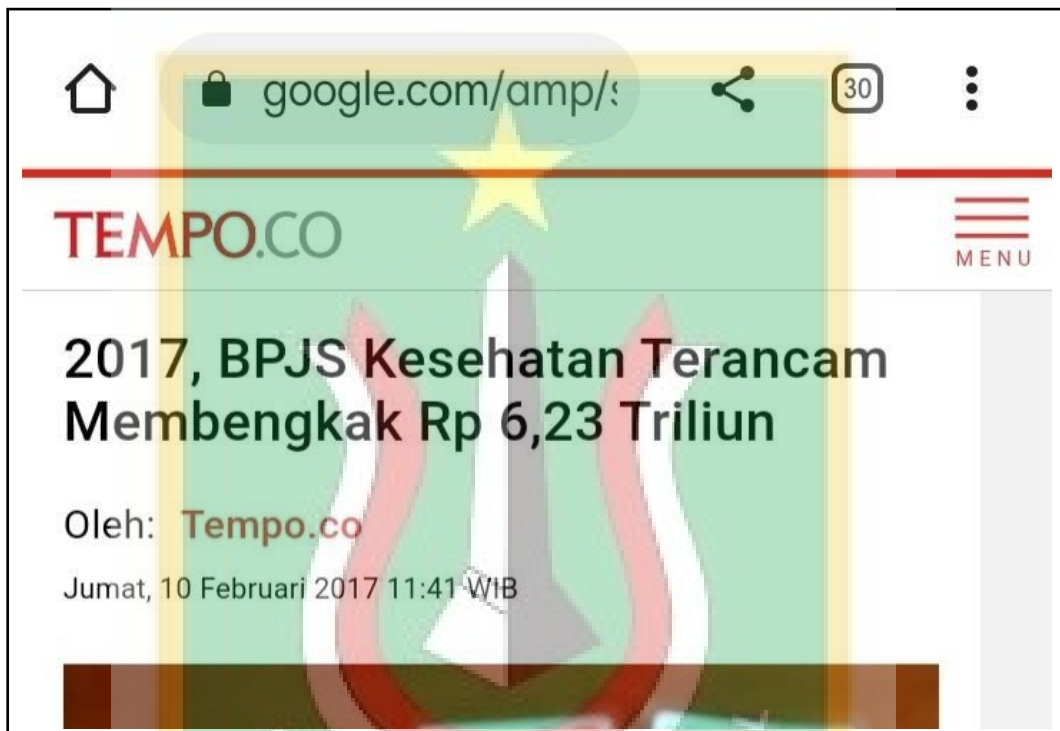 google.com/amp/s
30
TEMPO.CO
MENU
2017, BPJS Kesehatan Terancam
Membengkak Rp 6,23 Triliun
Oleh: Tempo.co
Jumat, 10 Februari 2017 11:41 WIB